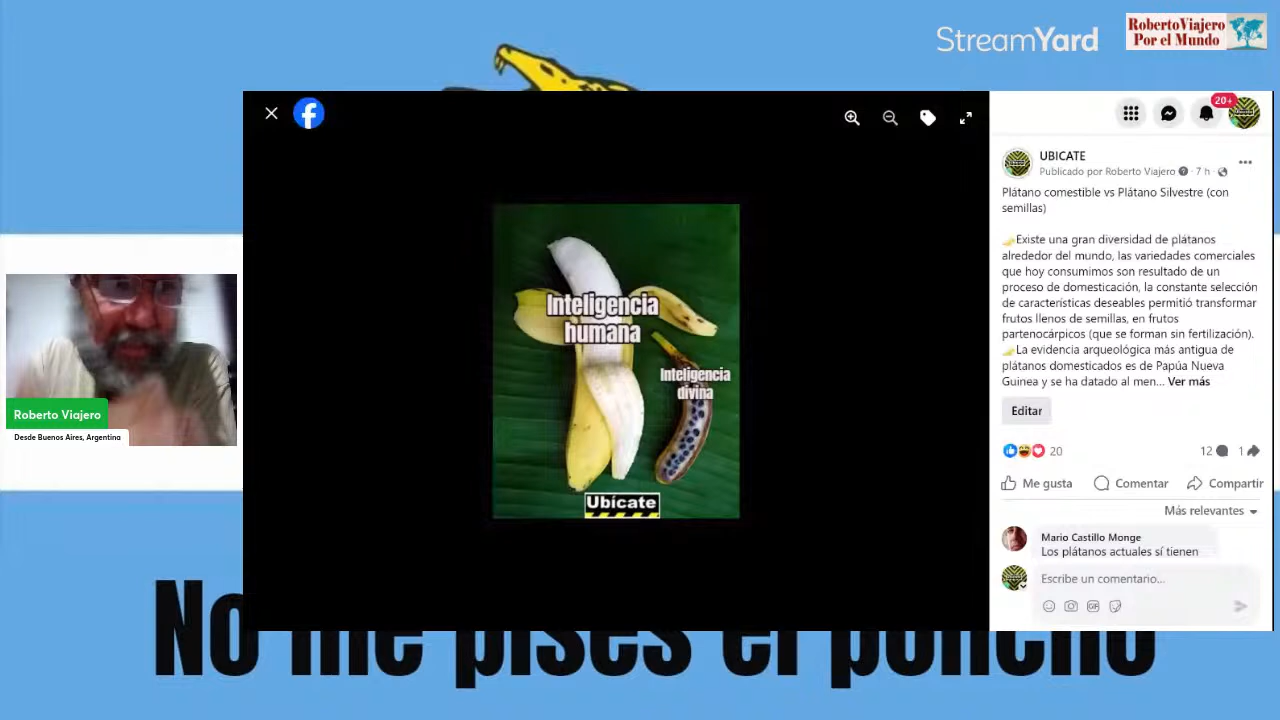 StreamYard
RobertoViajero
Por el Mundo
20+
UBICATE
Publicado por Roberto Viajero · 7 h ·
Plátano comestible vs Plátano Silvestre (con
semillas)
Existe una gran diversidad de plátanos
alrededor del mundo, las variedades comerciales
que hoy consumimos son resultado de un
proceso de domesticación, la constante selección
de características deseables permitió transformar
frutos llenos de semillas, en frutos
partenocárpicos (que se forman sin fertilización).
La evidencia arqueológica más antigua de
plátanos domesticados es de Papúa Nueva
Guinea y se ha datado al men... Ver más
Editar
20
12
1
Me gusta
Comentar
Compartir
Más relevantes
Mario Castillo Monge
Los plátanos actuales sí tienen
Escribe un comentario...
GIF
Inteligencia
humana
Inteligencia
divina
Ubícate
Roberto Viajero
Desde Buenos Aires, Argentina
No me pises el poncho